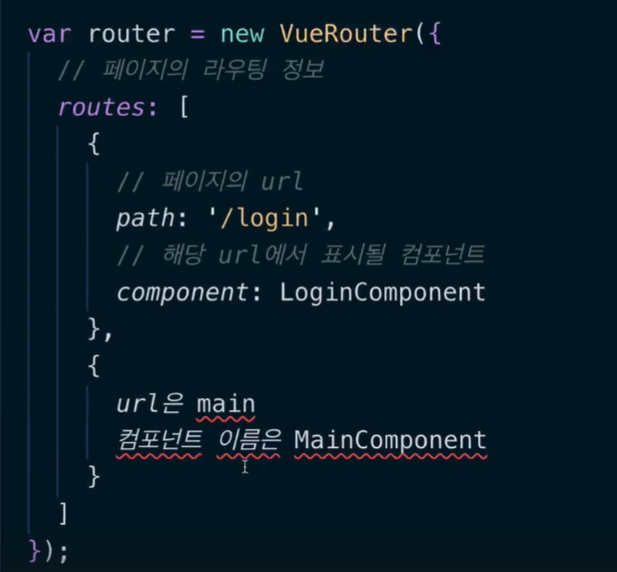 var router = new VueRouter({
// 페이지의 라우팅 정보
routes: [
{
// 페이지의 url
path: '/login',
// 해당 url에서 표시될 컴포넌트
component: LoginComponent
},
{
url은 main
컴포넌트 이름은 MainComponent
}
]
});